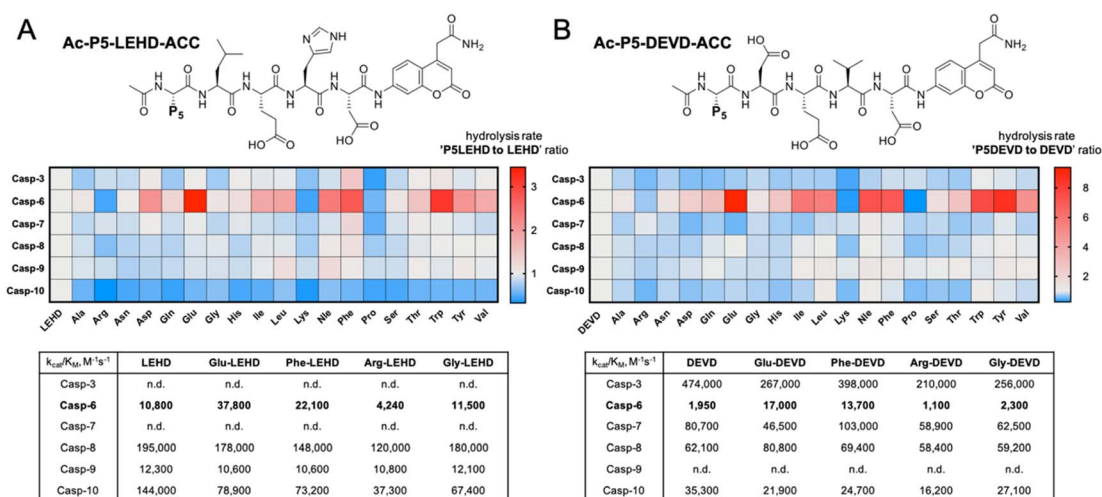 A
Ac-P5-LEHD-ACC
hydrolysis rate
'P5LEHD to LEHD' ratio
Casp-3
Casp-6
Casp-7
Casp-8
Casp-9
Casp-10
LEHD Ala Arg Asn Asp Gln Glu Gly His Ile Leu Lys Nle Phe Pro Ser Thr Trp Tyr Val
3
2
1
O NH2
N NH
O H N O H N O H N O N H O O
P5
HO O
HO O
kcat/KM, M-1s-1 LEHD Glu-LEHD Phe-LEHD Arg-LEHD Gly-LEHD
Casp-3 n.d. n.d. n.d. n.d. n.d.
Casp-6 10,800 37,800 22,100 4,240 11,500
Casp-7 n.d. n.d. n.d. n.d. n.d.
Casp-8 195,000 178,000 148,000 120,000 180,000
Casp-9 12,300 10,600 10,600 10,800 12,100
Casp-10 144,000 78,900 73,200 37,300 67,400
B
Ac-P5-DEVD-ACC
hydrolysis rate
'P5DEVD to DEVD' ratio
Casp-3
Casp-6
Casp-7
Casp-8
Casp-9
Casp-10
DEVD Ala Arg Asn Asp Gln Glu Gly His Ile Leu Lys Nle Phe Pro Ser Thr Trp Tyr Val
8
6
4
2
O NH2
HO O
O H N O H N O H N O N H O O
P5
HO O
HO O
kcat/KM, M-1s-1 DEVD Glu-DEVD Phe-DEVD Arg-DEVD Gly-DEVD
Casp-3 474,000 267,000 398,000 210,000 256,000
Casp-6 1,950 17,000 13,700 1,100 2,300
Casp-7 80,700 46,500 103,000 58,900 62,500
Casp-8 62,100 80,800 69,400 58,400 59,200
Casp-9 n.d. n.d. n.d. n.d. n.d.
Casp-10 35,300 21,900 24,700 16,200 27,100